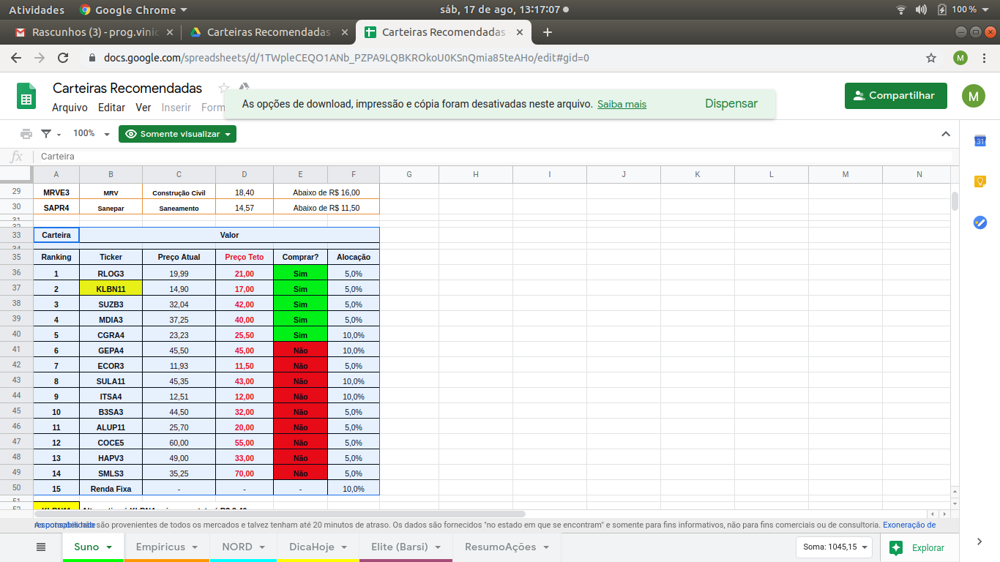 Atividades Google Chrome sáb, 17 de ago, 13:17:07 100 %
Rascunhos (3) - prog.vinic Carteiras Recomendadas Carteiras Recomendadas
docs.google.com/spreadsheets/d/1TWpleCEQO1ANb_PZPA9LQBKROkoU0KSnQmia85teAHo/edit#gid=0 M
Carteiras Recomendadas
Arquivo Editar Ver Inserir Form
As opções de download, impressão e cópia foram desativadas neste arquivo. Saiba mais Dispensar
Compartilhar M
100% Somente visualizar
fx Carteira
31
A B C D E F G H I J K L M N
29 MRVE3 MRV Construção Civil 18,40 Abaixo de R$ 16,00
30 SAPR4 Sanepar Saneamento 14,57 Abaixo de R$ 11,50
31
32
33 Carteira Valor
34
35 Ranking Ticker Preço Atual Preço Teto Comprar? Alocação
36 1 RLOG3 19,99 21,00 Sim 5,0%
37 2 KLBN11 14,90 17,00 Sim 5,0%
38 3 SUZB3 32,04 42,00 Sim 5,0%
39 4 MDIA3 37,25 40,00 Sim 5,0%
40 5 CGRA4 23,23 25,50 Sim 10,0%
41 6 GEPA4 45,50 45,00 Não 10,0%
42 7 ECOR3 11,93 11,50 Não 5,0%
43 8 SULA11 45,35 43,00 Não 10,0%
44 9 ITSA4 12,51 12,00 Não 10,0%
45 10 B3SA3 44,50 32,00 Não 5,0%
46 11 ALUP11 25,70 20,00 Não 5,0%
47 12 COCE5 60,00 55,00 Não 5,0%
48 13 HAPV3 49,00 33,00 Não 5,0%
49 14 SMLS3 35,25 70,00 Não 5,0%
50 15 Renda Fixa - - - 10,0%
51
52 KLBN11
são provenientes de todos os mercados e talvez tenham até 20 minutos de atraso. Os dados são fornecidos "no estado em que se encontram" e somente para fins informativos, não para fins comerciais ou de consultoria. Exoneração de
Suno Empiricus NORD DicaHoje Elite (Barsi) ResumoAções Soma: 1045,15 Explorar